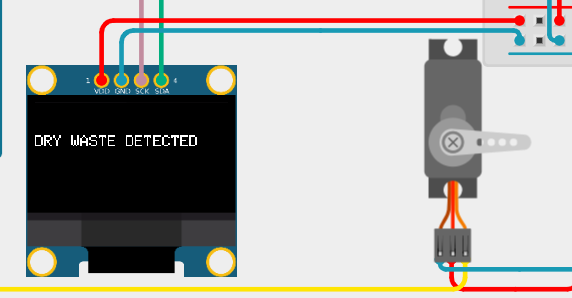 1 4
VDD GND SCK SDA
DRY WASTE DETECTED